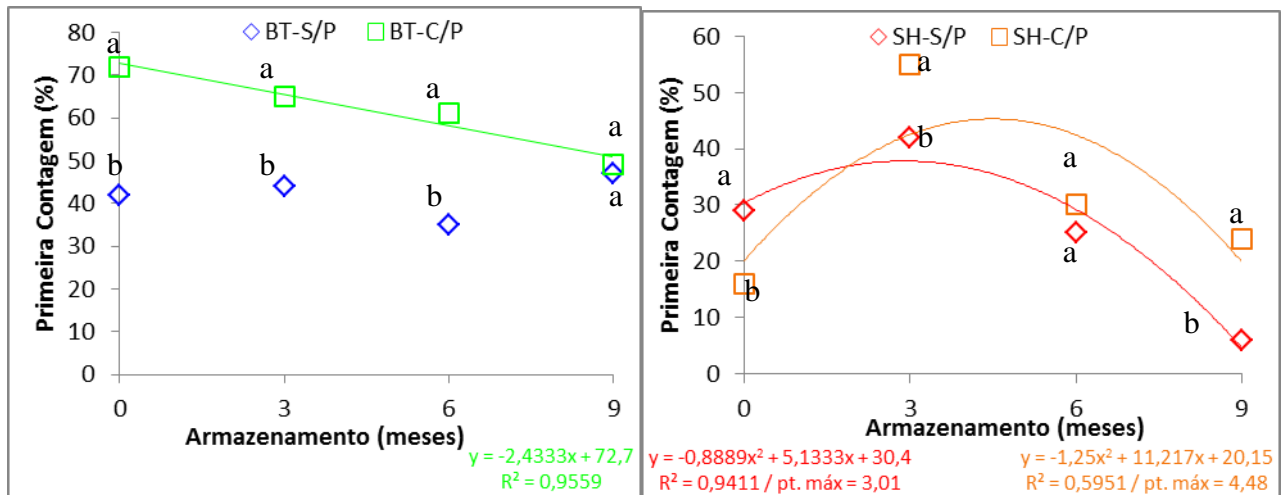 BT-S/P BT-C/P
80
70
60
50
40
30
20
10
0
a
a
a
a
b
b
b
a
Primeira Contagem (%)
0 3 6 9
Armazenamento (meses)
y = -2,4333x + 72,7
R² = 0,9559
SH-S/P SH-C/P
60
50
40
30
20
10
0
a
b
a
b
a
a
a
b
Primeira Contagem (%)
0 3 6 9
Armazenamento (meses)
y = -0,8889x² + 5,1333x + 30,4
R² = 0,9411 / pt. máx = 3,01
y = -1,25x² + 11,217x + 20,15
R² = 0,5951 / pt. máx = 4,48